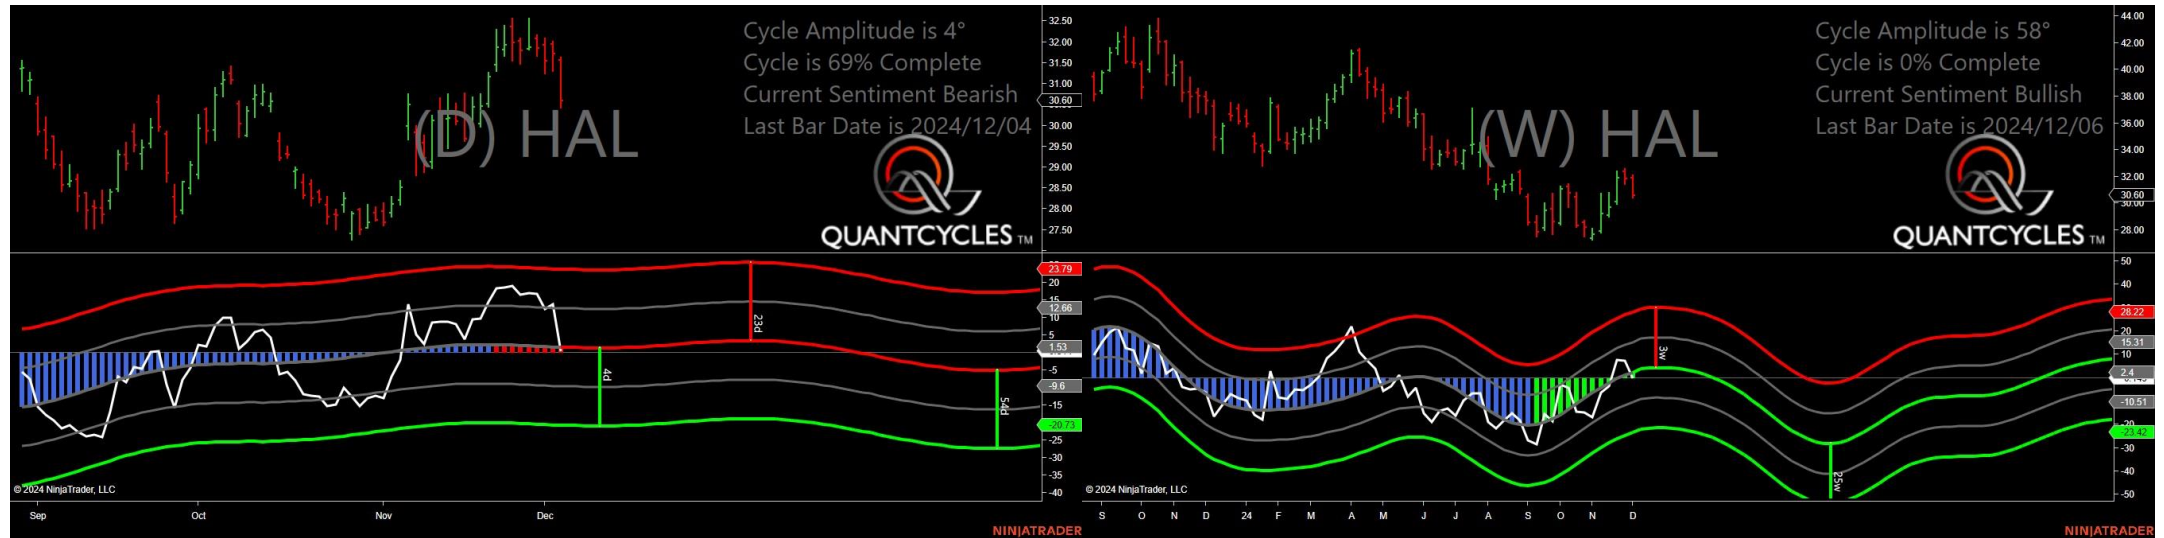 Cycle Amplitude is 4°
Cycle is 69% Complete
Current Sentiment Bearish
Last Bar Date is 2024/12/04
(D) HAL
QUANTCYCLES TM
32.50
32.00
31.50
31.00
30.60
30.00
29.50
29.00
28.50
28.00
27.50
23.79
20
15
12.66
10
5
1.53
-5
-9.6
-15
-20.73
-25
-30
-35
-40
23d
4d
54d
© 2024 NinjaTrader, LLC
Sep Oct Nov Dec
NINJATRADER
Cycle Amplitude is 58°
Cycle is 0% Complete
Current Sentiment Bullish
Last Bar Date is 2024/12/06
(W) HAL
QUANTCYCLES TM
44.00
42.00
40.00
38.00
36.00
34.00
32.00
30.60
30.00
28.00
50
40
28.22
20
15.31
10
2.4
-10.51
-23.42
-30
-40
-50
3w
25w
© 2024 NinjaTrader, LLC
S O N D 24 F M A M J J A S O N D
NINJATRADER